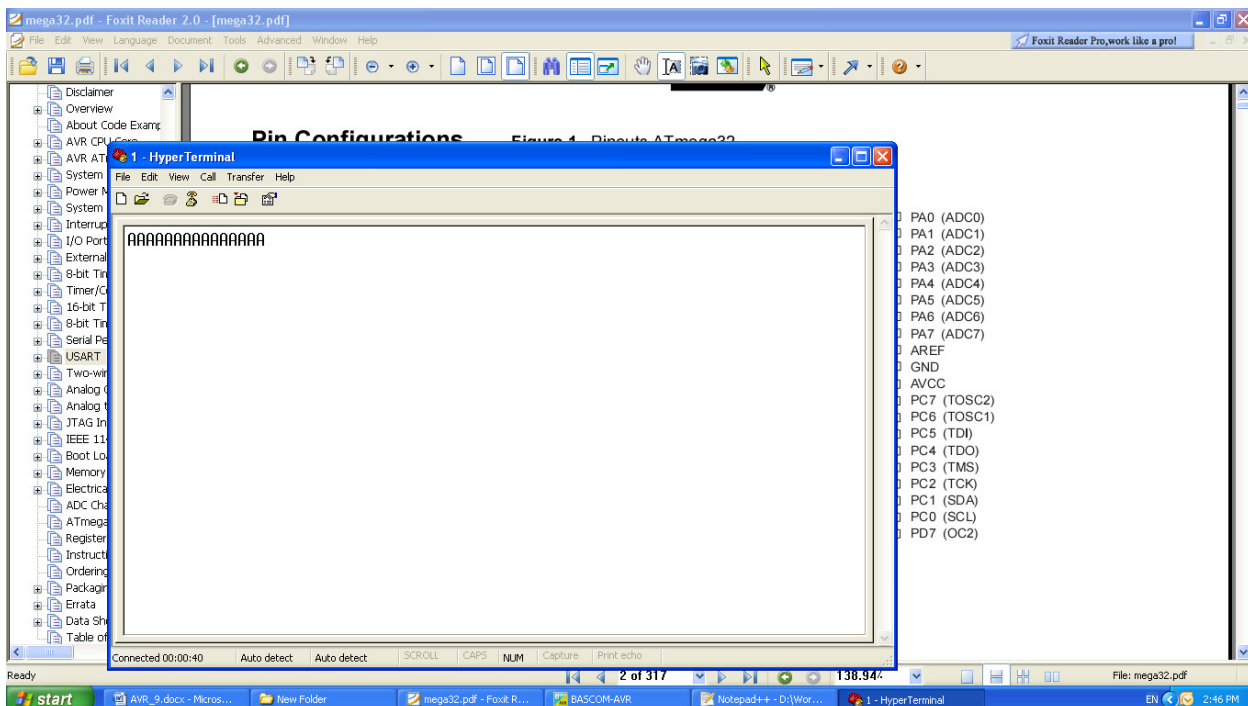 mega32.pdf - Foxit Reader 2.0 - [mega32.pdf]
File Edit View Language Document Tools Advanced Window Help
Foxit Reader Pro,work like a pro!
Disclaimer
Overview
About Code Examp
AVR CPU Core
AVR AT
System
Power M
System
Interrup
I/O Port
External
8-bit Tin
Timer/C
16-bit T
8-bit Tin
Serial Pe
USART
Two-wir
Analog
Analog t
JTAG In
IEEE 11
Boot Lo
Memory
Electrica
ADC Cha
ATmega
Register
Instructi
Ordering
Packagin
Errata
Data Sh
Table of
Pin Configurations
Figure 1. Pinouts ATmega32
1 - HyperTerminal
File Edit View Call Transfer Help
AAAAAAAAAAAAAAA
Connected 00:00:40 Auto detect Auto detect SCROLL CAPS NUM Capture Print echo
PA0 (ADC0)
PA1 (ADC1)
PA2 (ADC2)
PA3 (ADC3)
PA4 (ADC4)
PA5 (ADC5)
PA6 (ADC6)
PA7 (ADC7)
AREF
GND
AVCC
PC7 (TOSC2)
PC6 (TOSC1)
PC5 (TDI)
PC4 (TDO)
PC3 (TMS)
PC2 (TCK)
PC1 (SDA)
PC0 (SCL)
PD7 (OC2)
Ready 2 of 317 138.94% File: mega32.pdf
start AVR_9.docx - Micros... New Folder mega32.pdf - Foxit R... BASCOM-AVR Notepad++ - D:\Wor... 1 - HyperTerminal EN 2:46 PM